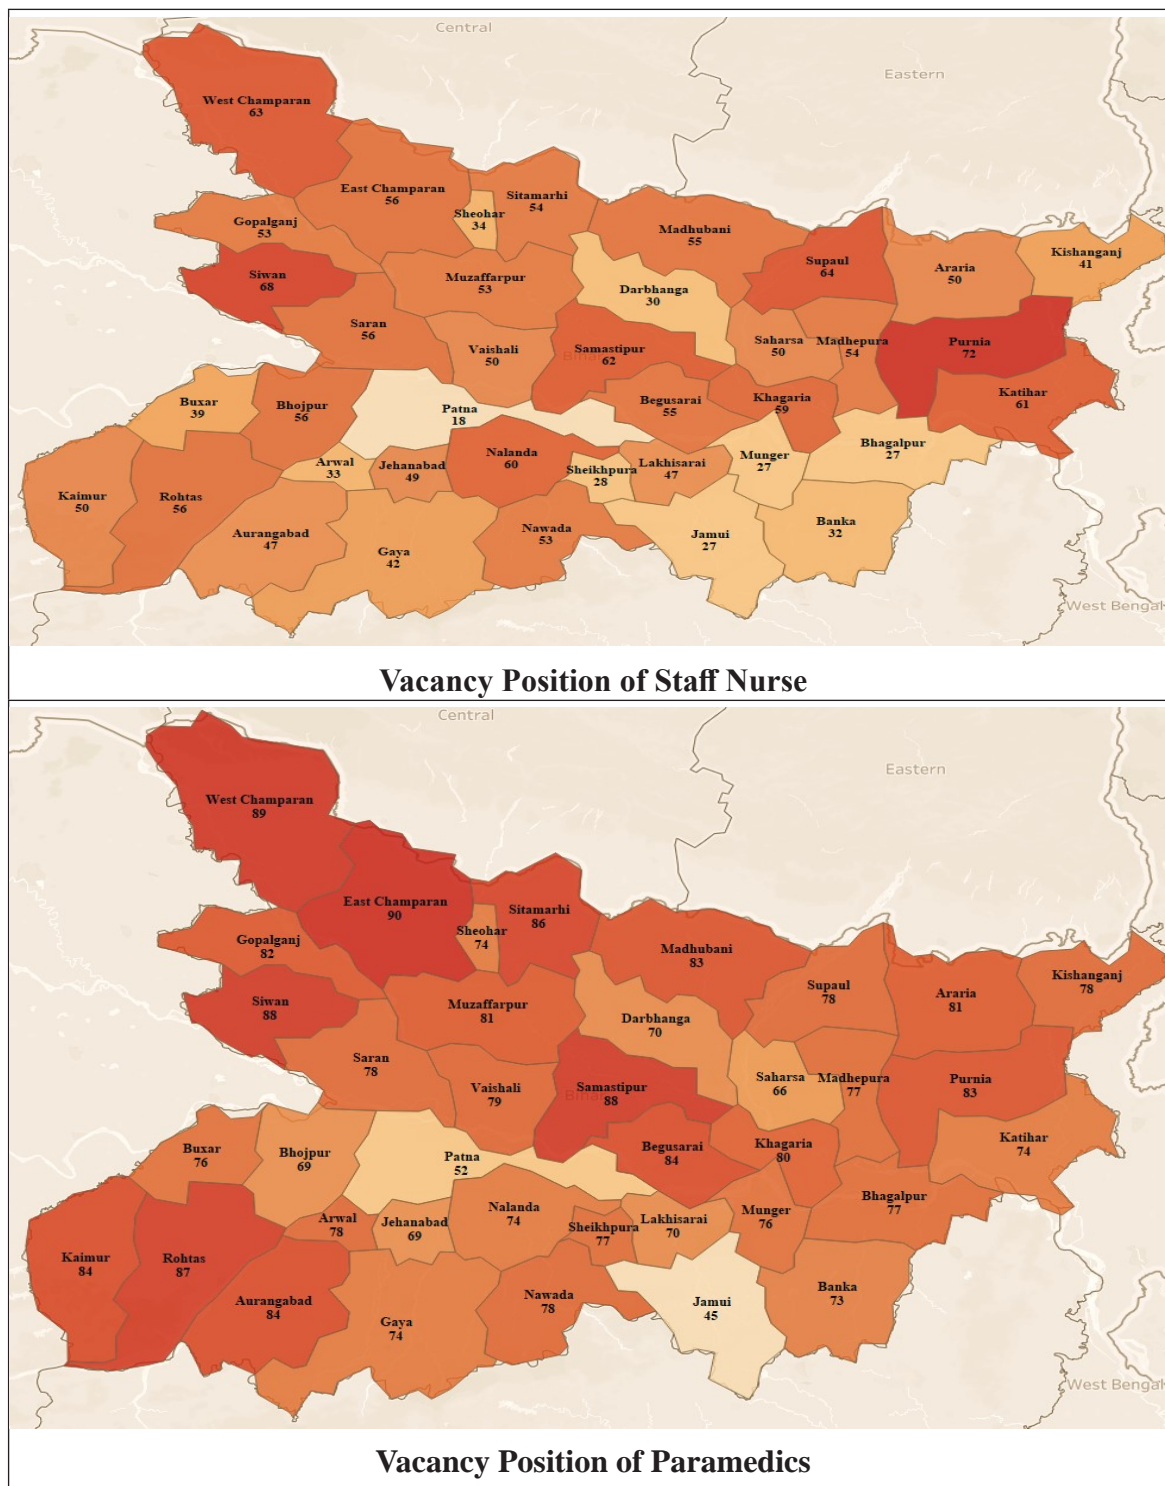 Central
Eastern
West Champaran
63
East Champaran
56
Sheohar
34
Sitamarhi
54
Gopalganj
53
Madhubani
55
Siwan
68
Muzaffarpur
53
Darbhanga
30
Supaul
64
Araria
50
Kishanganj
41
Saran
56
Vaishali
50
Samastipur
62
Saharsa
50
Madhepura
54
Purnia
72
Katihar
61
Buxar
39
Bhojpur
56
Patna
18
Begusarai
55
Khagaria
59
Bhagalpur
27
Arwal
33
Jehanabad
49
Nalanda
60
Sheikhpura
28
Lakhisarai
47
Munger
27
Kaimur
50
Rohtas
56
Aurangabad
47
Gaya
42
Nawada
53
Jamui
27
Banka
32
West Bengal
Vacancy Position of Staff Nurse
Central
Eastern
West Champaran
89
East Champaran
90
Sheohar
74
Sitamarhi
86
Gopalganj
82
Madhubani
83
Siwan
88
Muzaffarpur
81
Darbhanga
70
Supaul
78
Araria
81
Kishanganj
78
Saran
78
Vaishali
79
Samastipur
88
Saharsa
66
Madhepura
77
Purnia
83
Katihar
74
Buxar
76
Bhojpur
69
Patna
52
Begusarai
84
Khagaria
80
Bhagalpur
77
Arwal
78
Jehanabad
69
Nalanda
74
Sheikhpura
77
Lakhisarai
70
Munger
76
Kaimur
84
Rohtas
87
Aurangabad
84
Gaya
74
Nawada
78
Jamui
45
Banka
73
West Bengal
Vacancy Position of Paramedics